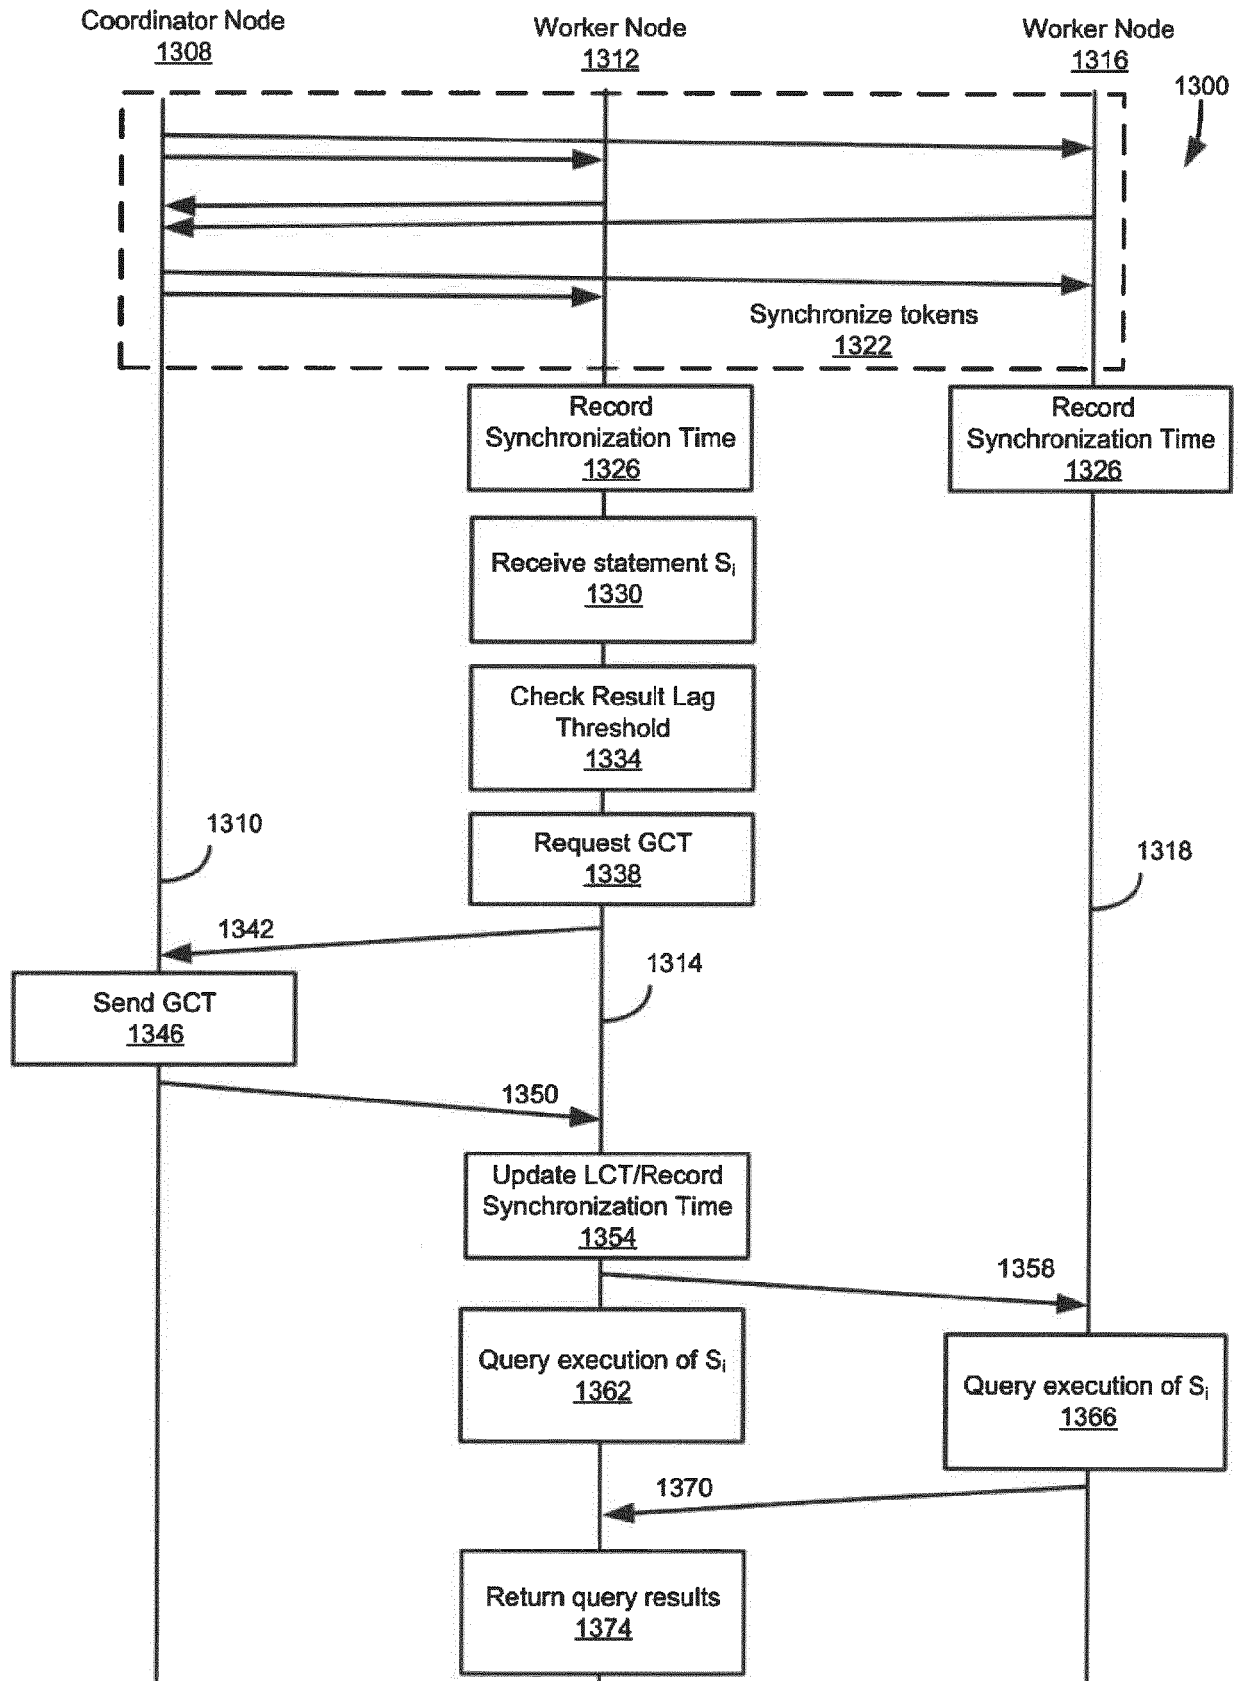 Coordinator Node
1308
Worker Node
1312
Worker Node
1316
1300
Synchronize tokens
1322
Record
Synchronization Time
1326
Record
Synchronization Time
1326
Receive statement Si
1330
Check Result Lag
Threshold
1334
Request GCT
1338
1310
1318
1342
1314
Send GCT
1346
1350
Update LCT/Record
Synchronization Time
1354
1358
Query execution of Si
1362
Query execution of Si
1366
1370
Return query results
1374